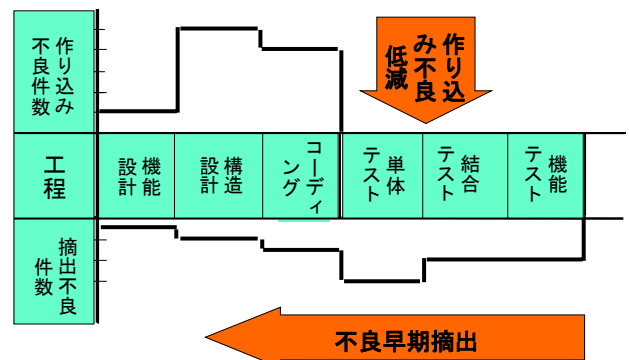 作り込み
不良件数
作り込
み不良
低減
工程
機能
設計
構造
設計
コーディ
ング
単体
テスト
結合
テスト
機能
テスト
摘出不良
件数
不良早期摘出